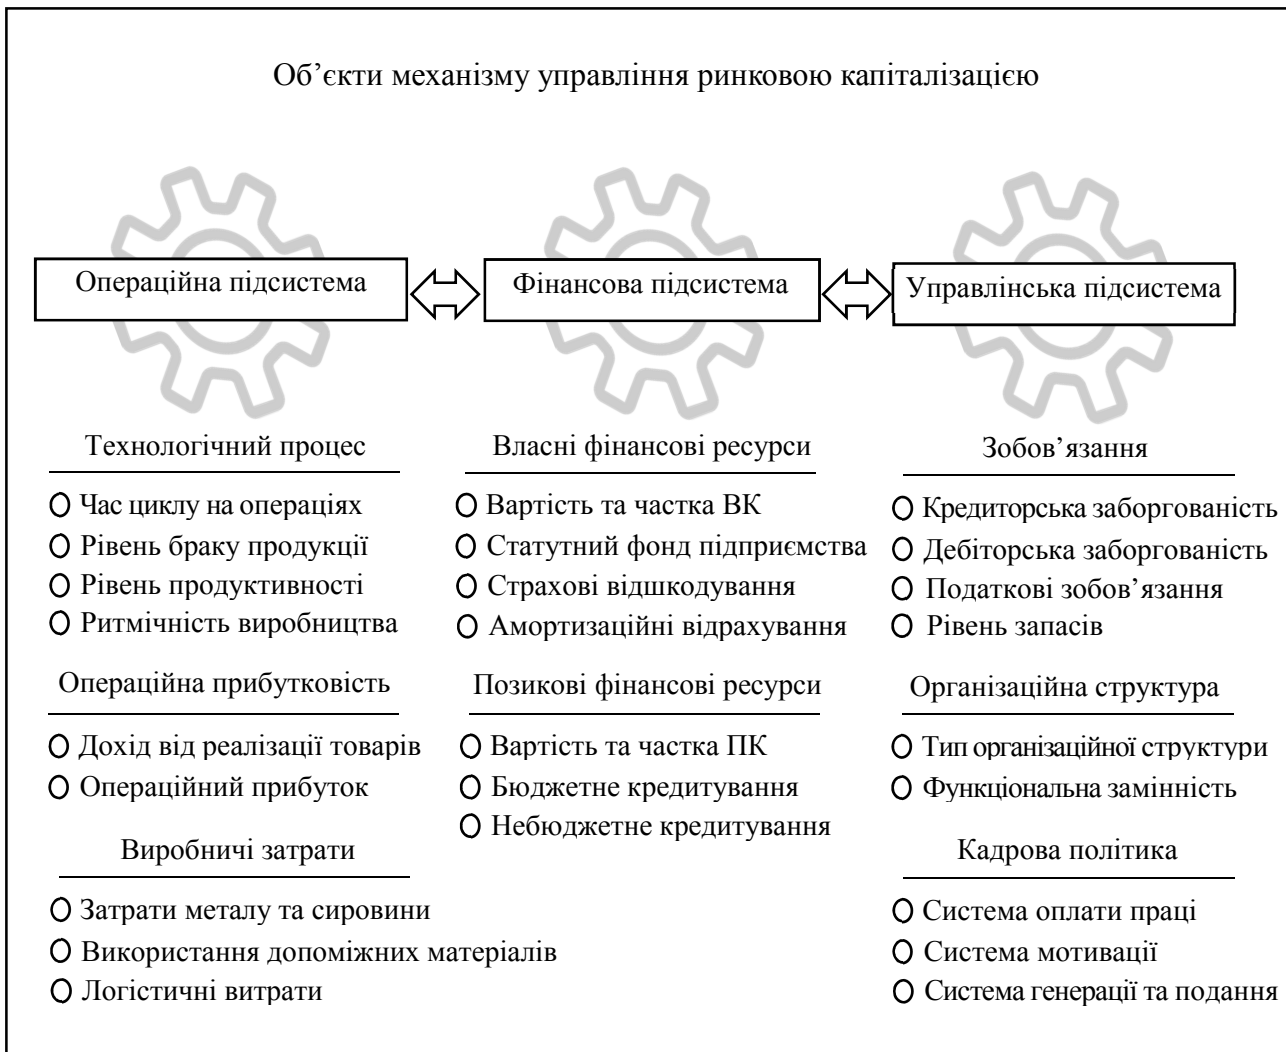 Об’єкти механізму управління ринковою капіталізацією
Операційна підсистема
Фінансова підсистема
Управлінська підсистема
Технологічний процес
Час циклу на операціях
Рівень браку продукції
Рівень продуктивності
Ритмічність виробництва
Операційна прибутковість
Дохід від реалізації товарів
Операційний прибуток
Виробничі затрати
Затрати металу та сировини
Використання допоміжних матеріалів
Логістичні витрати
Власні фінансові ресурси
Вартість та частка ВК
Статутний фонд підприємства
Страхові відшкодування
Амортизаційні відрахування
Позикові фінансові ресурси
Вартість та частка ПК
Бюджетне кредитування
Небюджетне кредитування
Зобов’язання
Кредиторська заборгованість
Дебіторська заборгованість
Податкові зобов’язання
Рівень запасів
Організаційна структура
Тип організаційної структури
Функціональна замінність
Кадрова політика
Система оплати праці
Система мотивації
Система генерації та подання